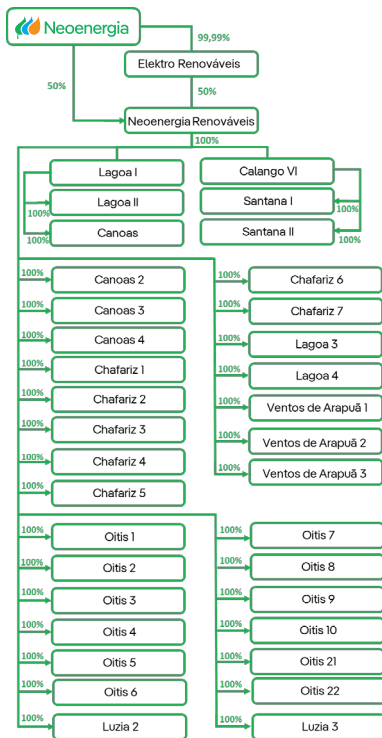 Neoenergia
99,99%
Elektro Renováveis
50%
50%
Neoenergia Renováveis
100%
Lagoa I
Calango VI
Lagoa II
Santana I
100%
100%
Canoas
Santana II
100%
100%
100%
Canoas 2
100%
Canoas 3
100%
Canoas 4
100%
Chafariz 1
100%
Chafariz 2
100%
Chafariz 3
100%
Chafariz 4
100%
Chafariz 5
100%
Chafariz 6
100%
Chafariz 7
100%
Lagoa 3
100%
Lagoa 4
100%
Ventos de Arapuã 1
100%
Ventos de Arapuã 2
100%
Ventos de Arapuã 3
100%
Oitis 1
100%
Oitis 2
100%
Oitis 3
100%
Oitis 4
100%
Oitis 5
100%
Oitis 6
100%
Luzia 2
100%
Oitis 7
100%
Oitis 8
100%
Oitis 9
100%
Oitis 10
100%
Oitis 21
100%
Oitis 22
100%
Luzia 3